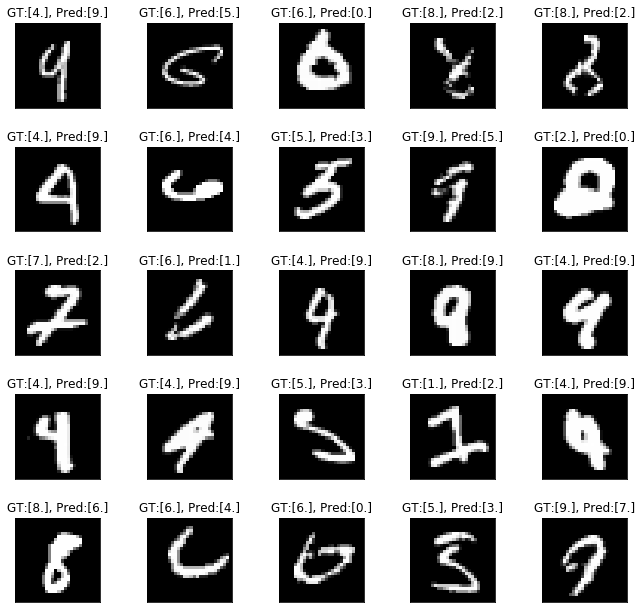 GT:[4.], Pred:[9.] GT:[6.], Pred:[5.] GT:[6.], Pred:[0.] GT:[8.], Pred:[2.] GT:[8.], Pred:[2.]
GT:[4.], Pred:[9.] GT:[6.], Pred:[4.] GT:[5.], Pred:[3.] GT:[9.], Pred:[5.] GT:[2.], Pred:[0.]
GT:[7.], Pred:[2.] GT:[6.], Pred:[1.] GT:[4.], Pred:[9.] GT:[8.], Pred:[9.] GT:[4.], Pred:[9.]
GT:[4.], Pred:[9.] GT:[4.], Pred:[9.] GT:[5.], Pred:[3.] GT:[1.], Pred:[2.] GT:[4.], Pred:[9.]
GT:[8.], Pred:[6.] GT:[6.], Pred:[4.] GT:[6.], Pred:[0.] GT:[5.], Pred:[3.] GT:[9.], Pred:[7.]